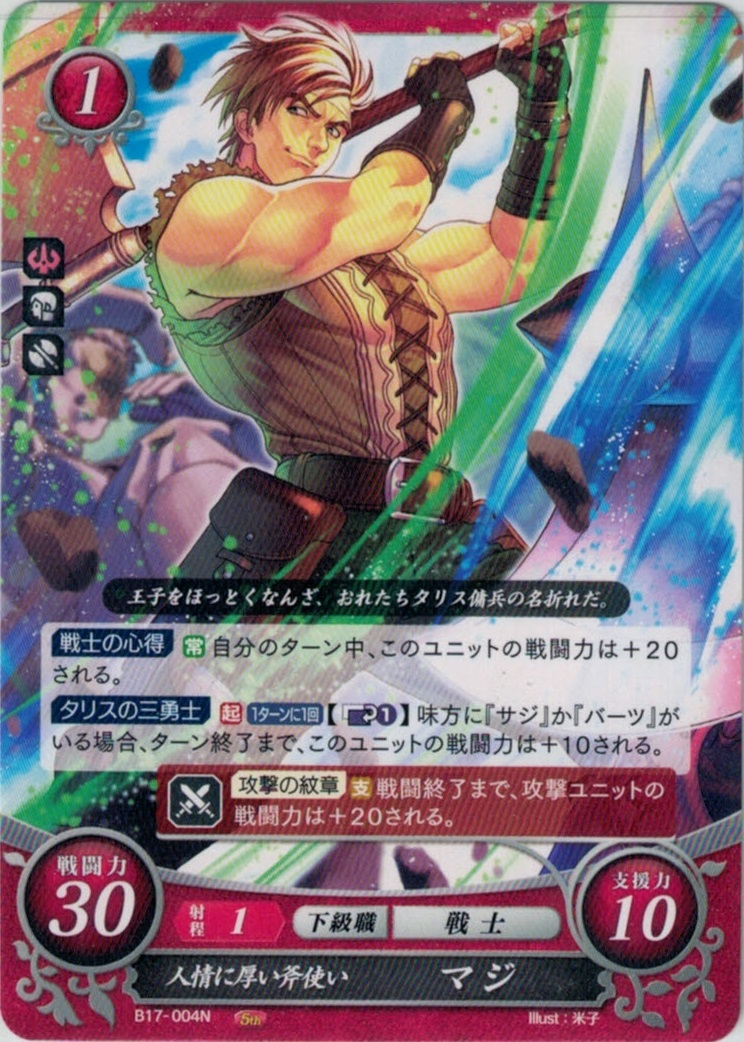 1
王子をほっとくなんざ、おれたちタリス傭兵の名折れだ。
戦士の心得 常 自分のターン中、このユニットの戦闘力は＋20
される。
タリスの三勇士 起 1ターンに1回【1】味方に『サジ』か『バーツ』が
いる場合、ターン終了まで、このユニットの戦闘力は＋10される。
攻撃の紋章 支 戦闘終了まで、攻撃ユニットの
戦闘力は＋20される。
戦闘力
30
射程 1 下級職 戦士
支援力
10
人情に厚い斧使い マジ
B17-004N 5th Illust：米子